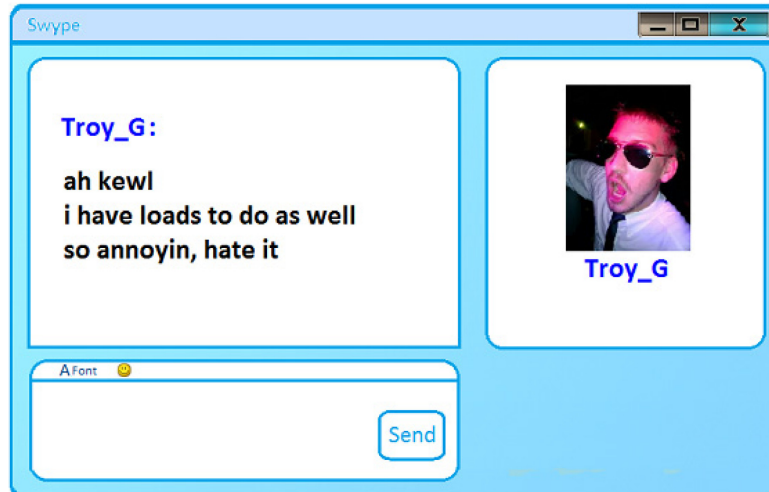 Swype
Troy_G:
ah kewl
i have loads to do as well
so annoyin, hate it
Troy_G
A Font
Send